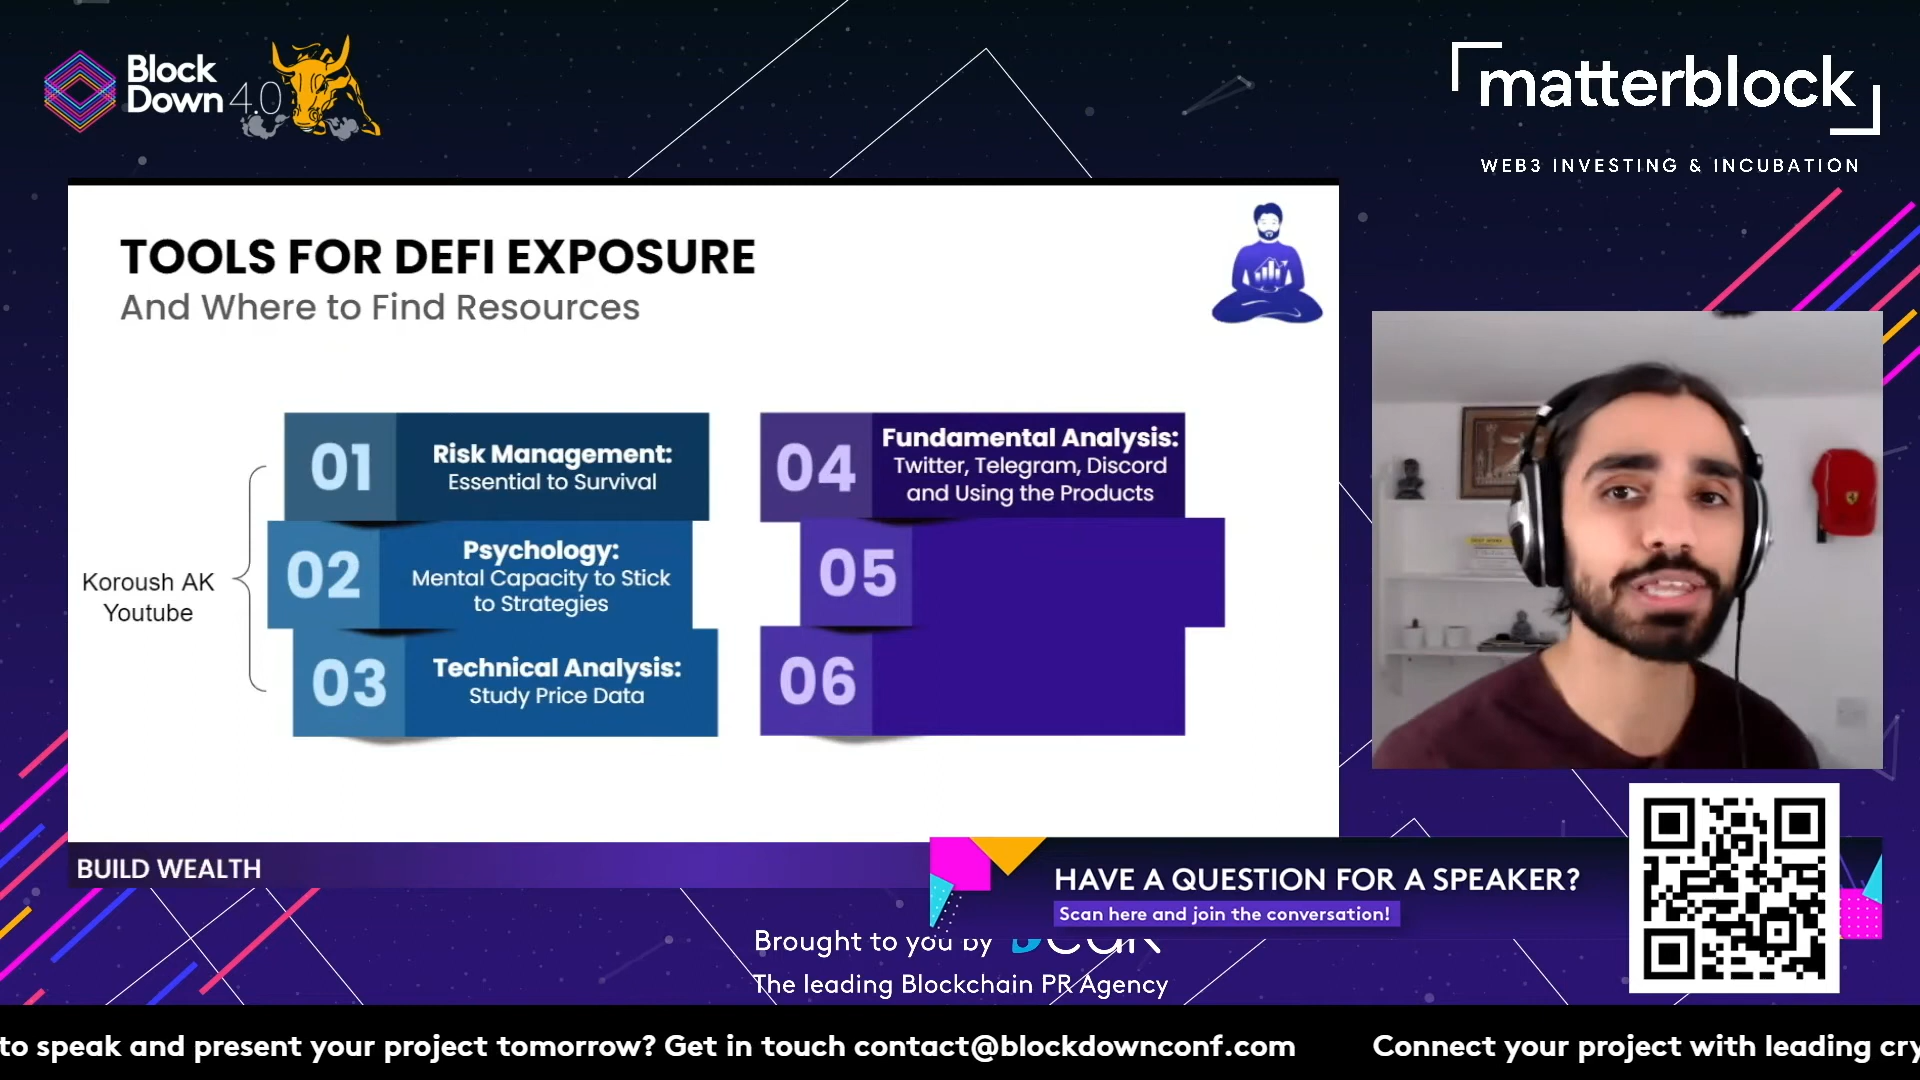 Block
Down 4.0
matterblock
WEB3 INVESTING & INCUBATION
TOOLS FOR DEFI EXPOSURE
And Where to Find Resources
Koroush AK
Youtube
01
Risk Management:
Essential to Survival
02
Psychology:
Mental Capacity to Stick
to Strategies
03
Technical Analysis:
Study Price Data
04
Fundamental Analysis:
Twitter, Telegram, Discord
and Using the Products
05
06
BUILD WEALTH
HAVE A QUESTION FOR A SPEAKER?
Scan here and join the conversation!
Brought to you by
The leading Blockchain PR Agency
to speak and present your project tomorrow? Get in touch contact@blockdownconf.com
Connect your project with leading